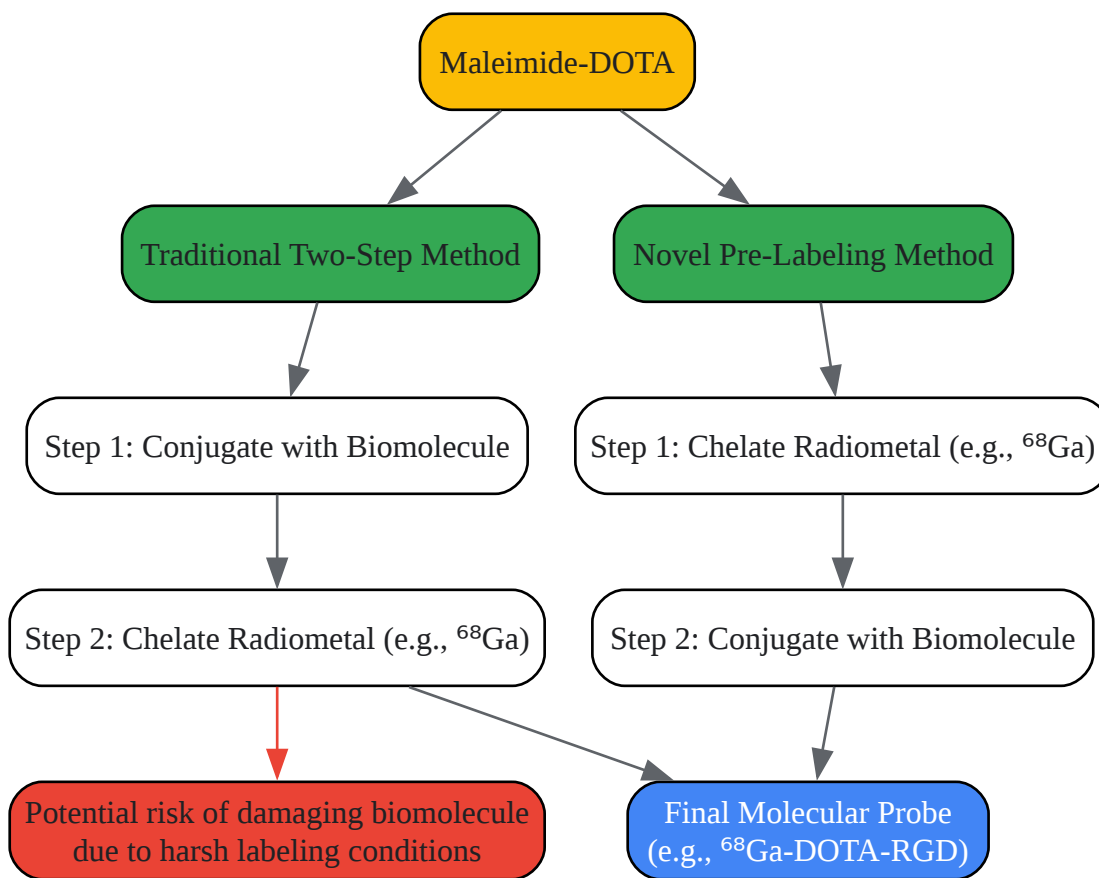 Maleimide-DOTA
Traditional Two-Step Method
Novel Pre-Labeling Method
Step 1: Conjugate with Biomolecule
Step 1: Chelate Radiometal (e.g., ⁶⁸Ga)
Step 2: Chelate Radiometal (e.g., ⁶⁸Ga)
Step 2: Conjugate with Biomolecule
Potential risk of damaging biomolecule
due to harsh labeling conditions
Final Molecular Probe
(e.g., ⁶⁸Ga-DOTA-RGD)